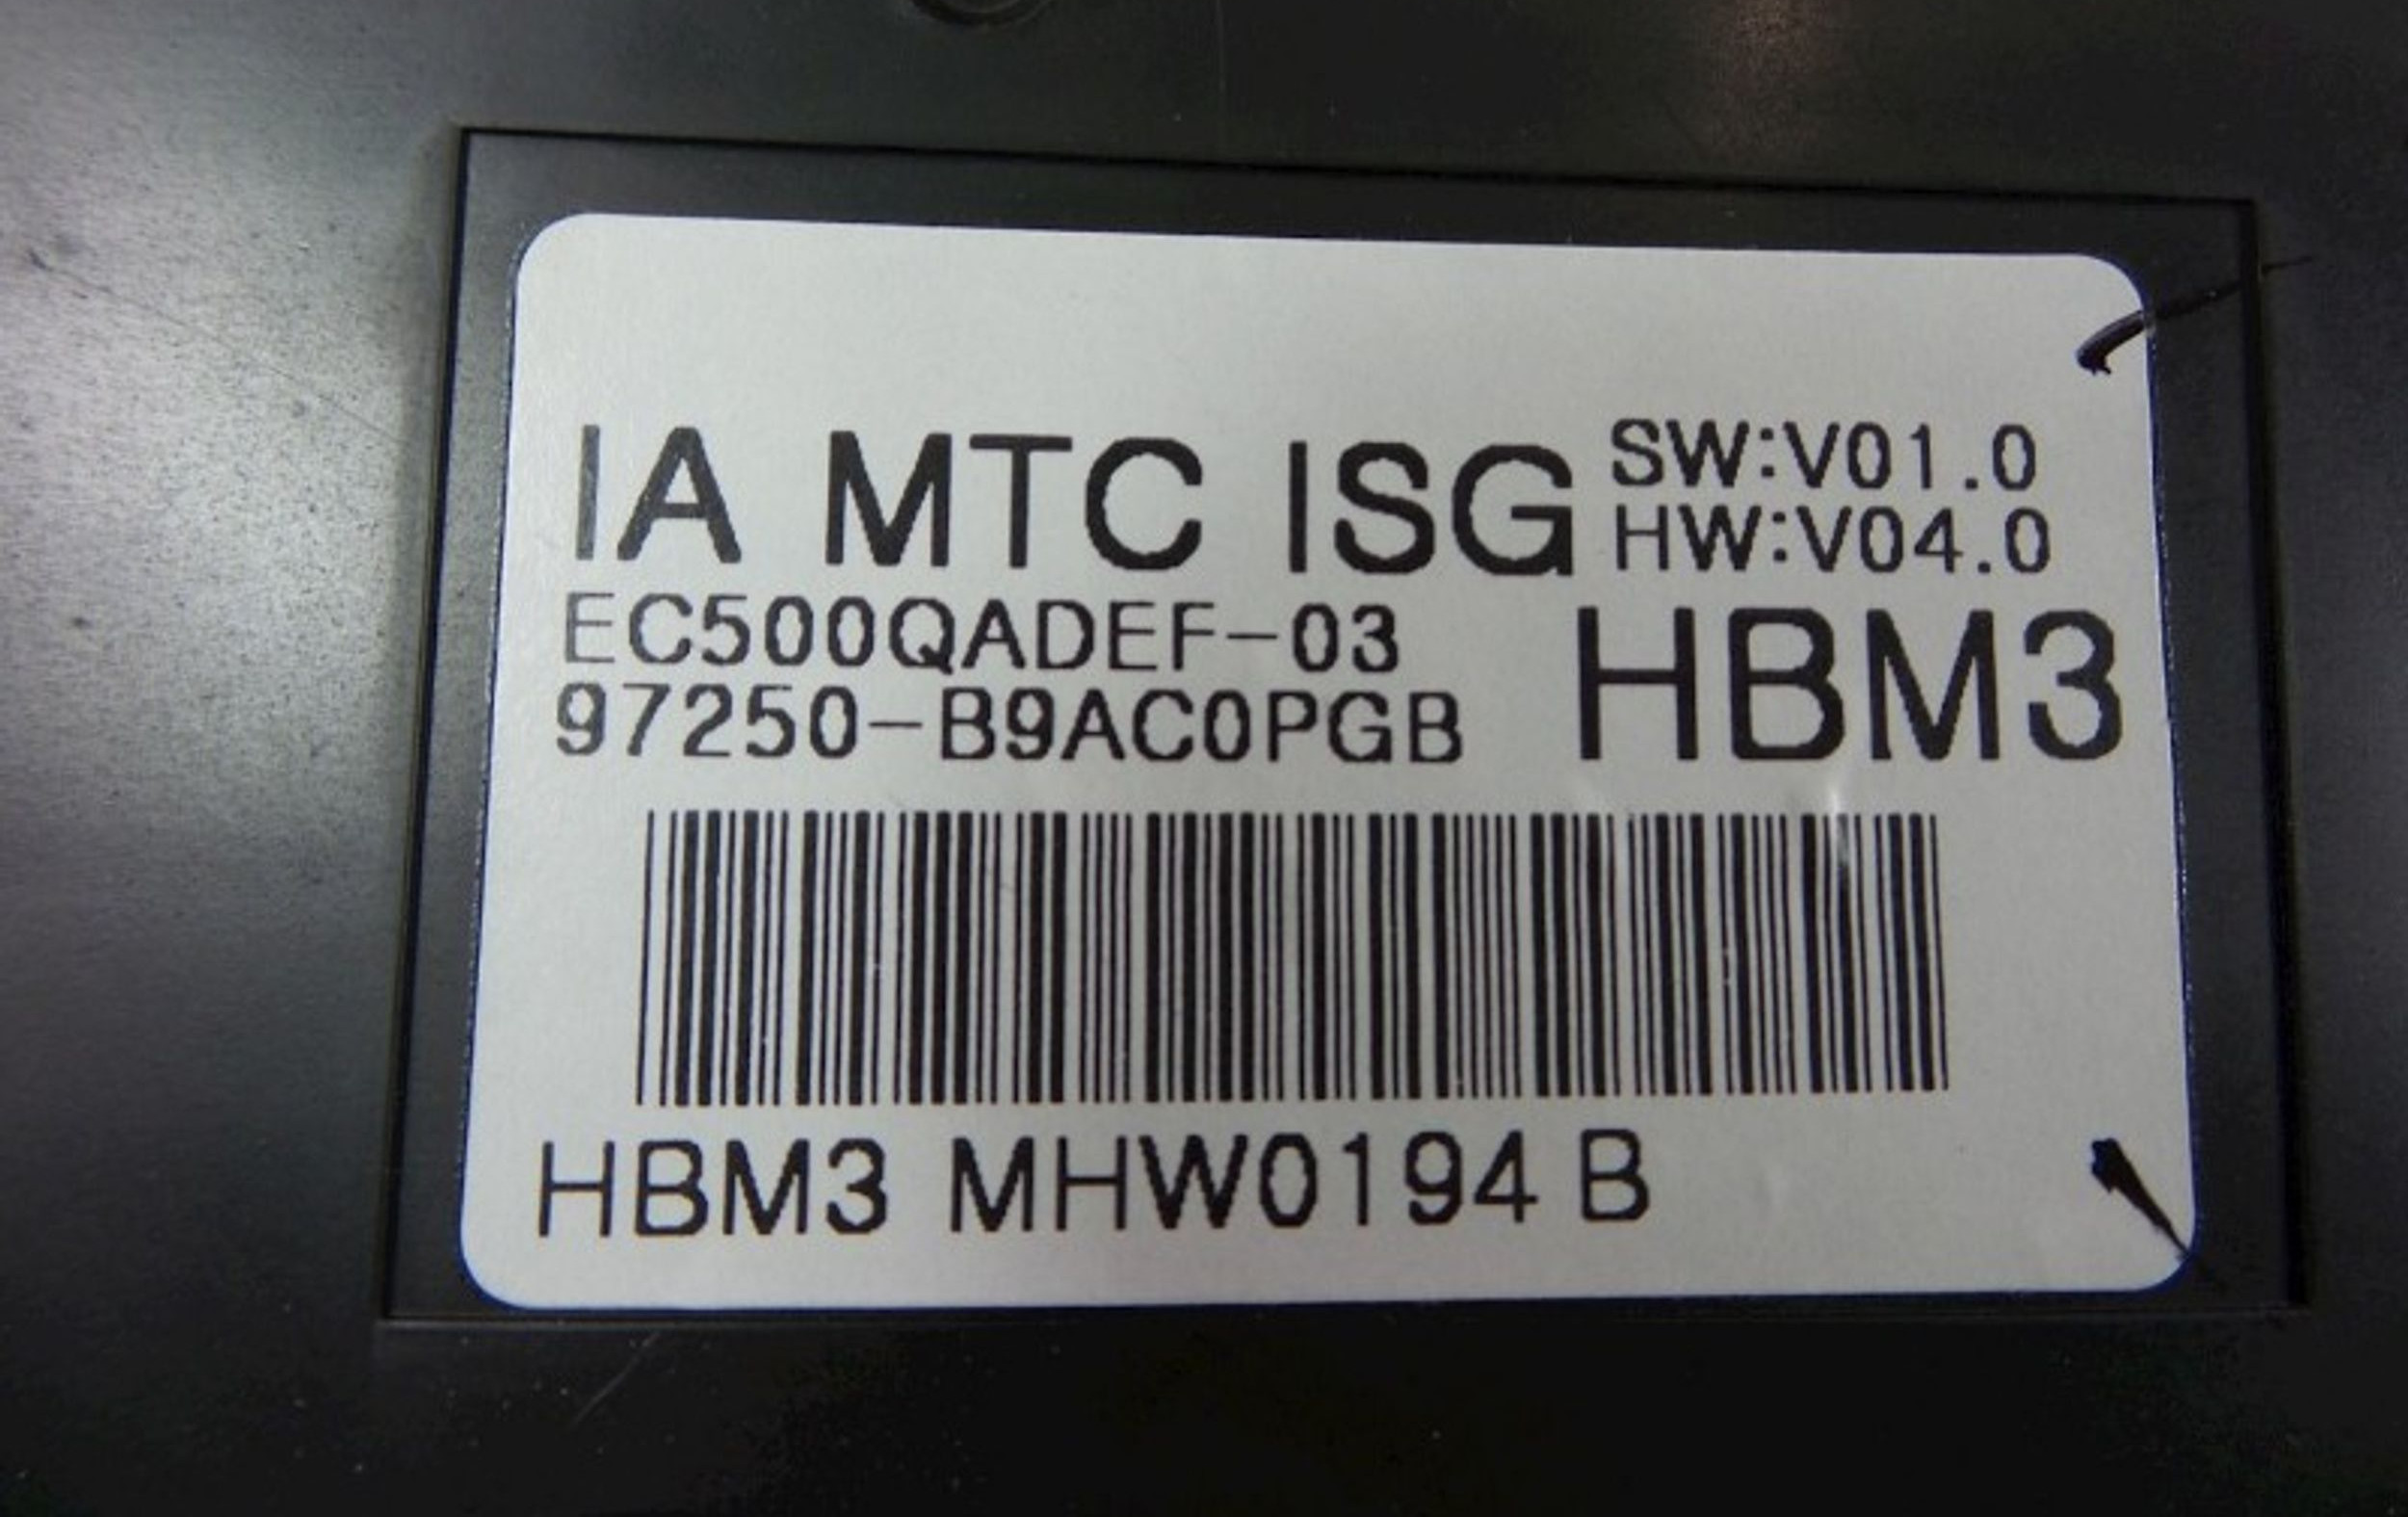 IA MTC ISG SW:V01.0
HW:V04.0
EC500QADEF-03
97250-B9AC0PGB HBM3
HBM3 MHW0194 B